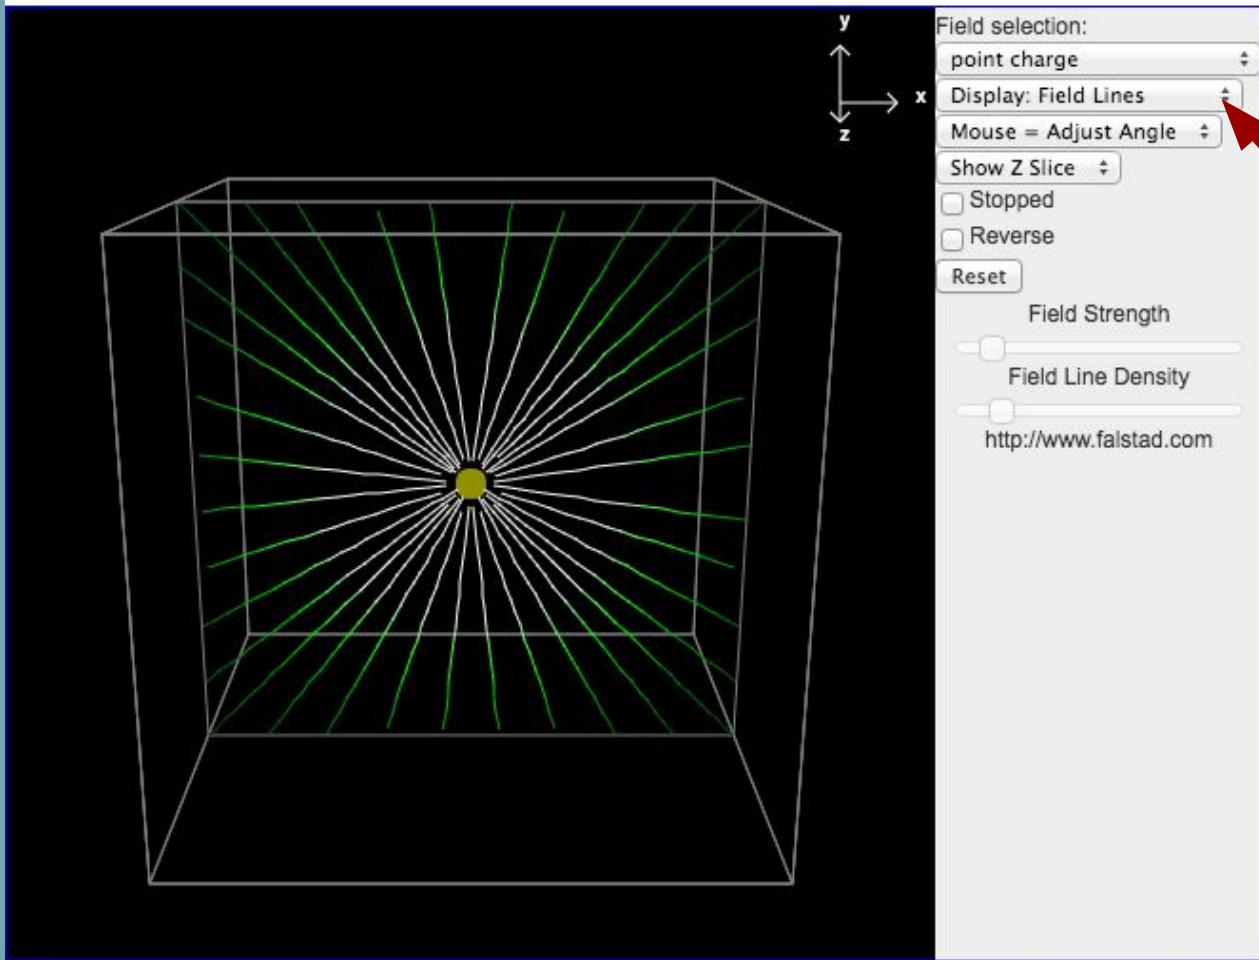 y
x
z
Field selection:
point charge
Display: Field Lines
Mouse = Adjust Angle
Show Z Slice
Stopped
Reverse
Reset
Field Strength
Field Line Density
http://www.falstad.com